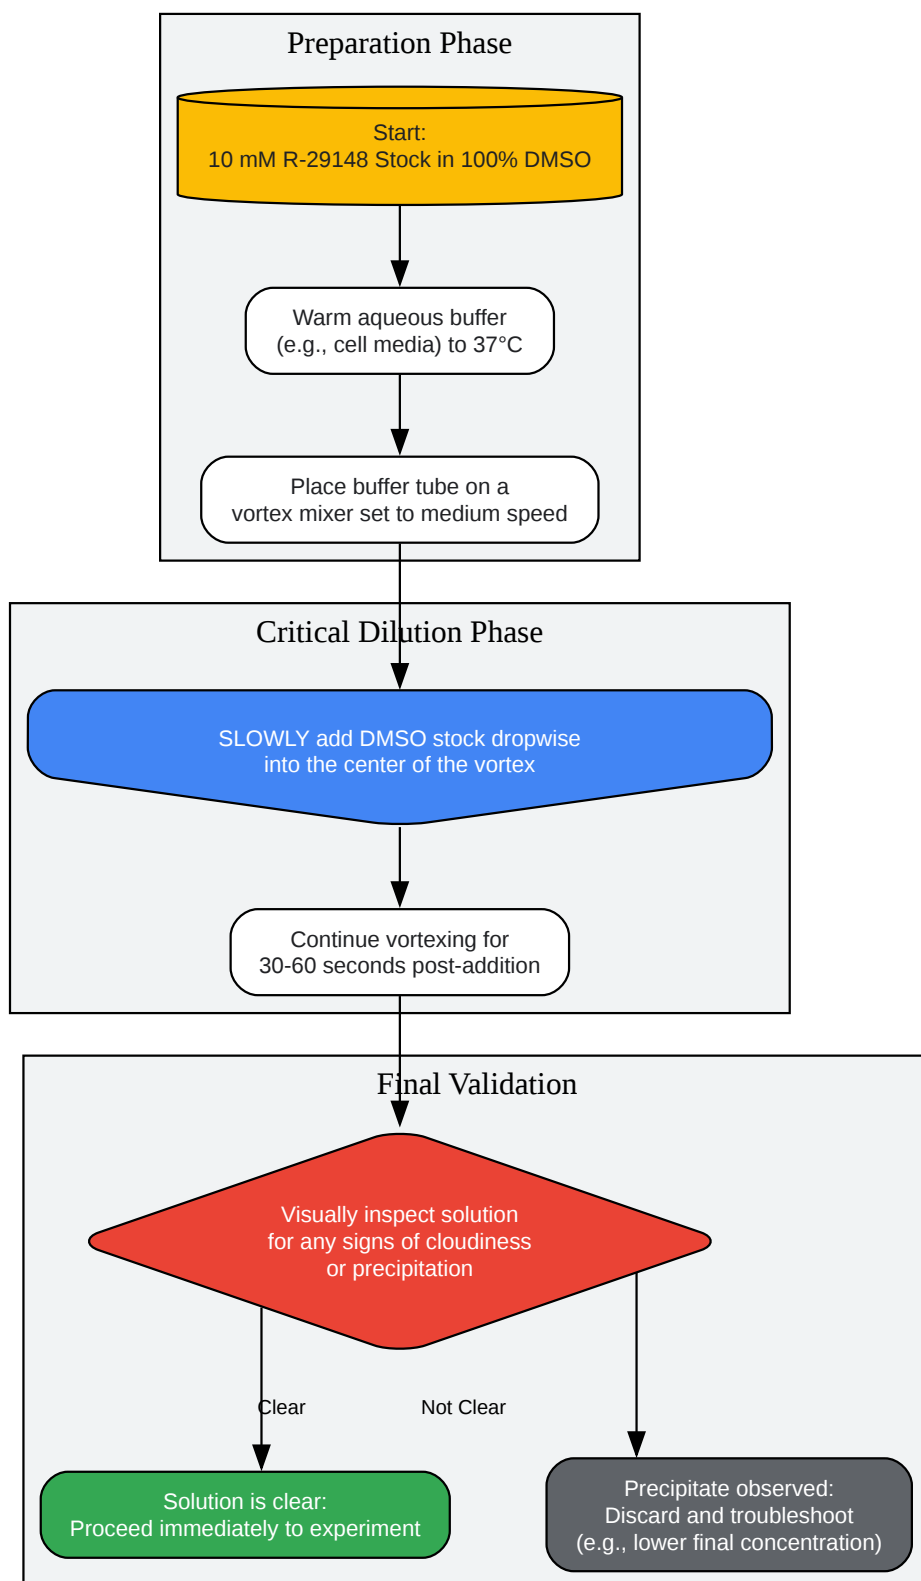 Preparation Phase
Start:
10 mM R-29148 Stock in 100% DMSO
Warm aqueous buffer
(e.g., cell media) to 37°C
Place buffer tube on a
vortex mixer set to medium speed
Critical Dilution Phase
SLOWLY add DMSO stock dropwise
into the center of the vortex
Continue vortexing for
30-60 seconds post-addition
Final Validation
Visually inspect solution
for any signs of cloudiness
or precipitation
Clear
Not Clear
Solution is clear:
Proceed immediately to experiment
Precipitate observed:
Discard and troubleshoot
(e.g., lower final concentration)